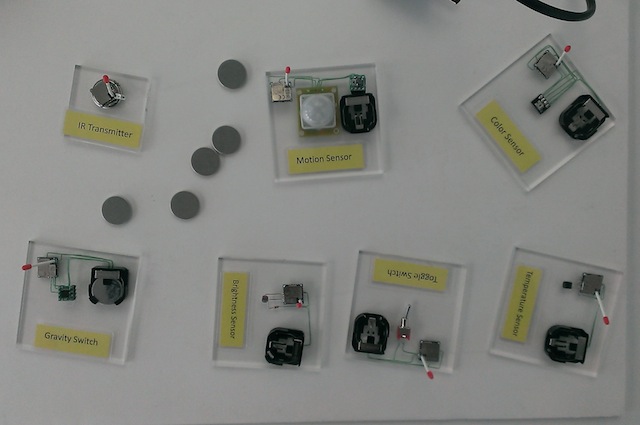 IR Transmitter
Motion Sensor
Color Sensor
Gravity Switch
Brightness Sensor
Toggle Switch
Temperature Sensor